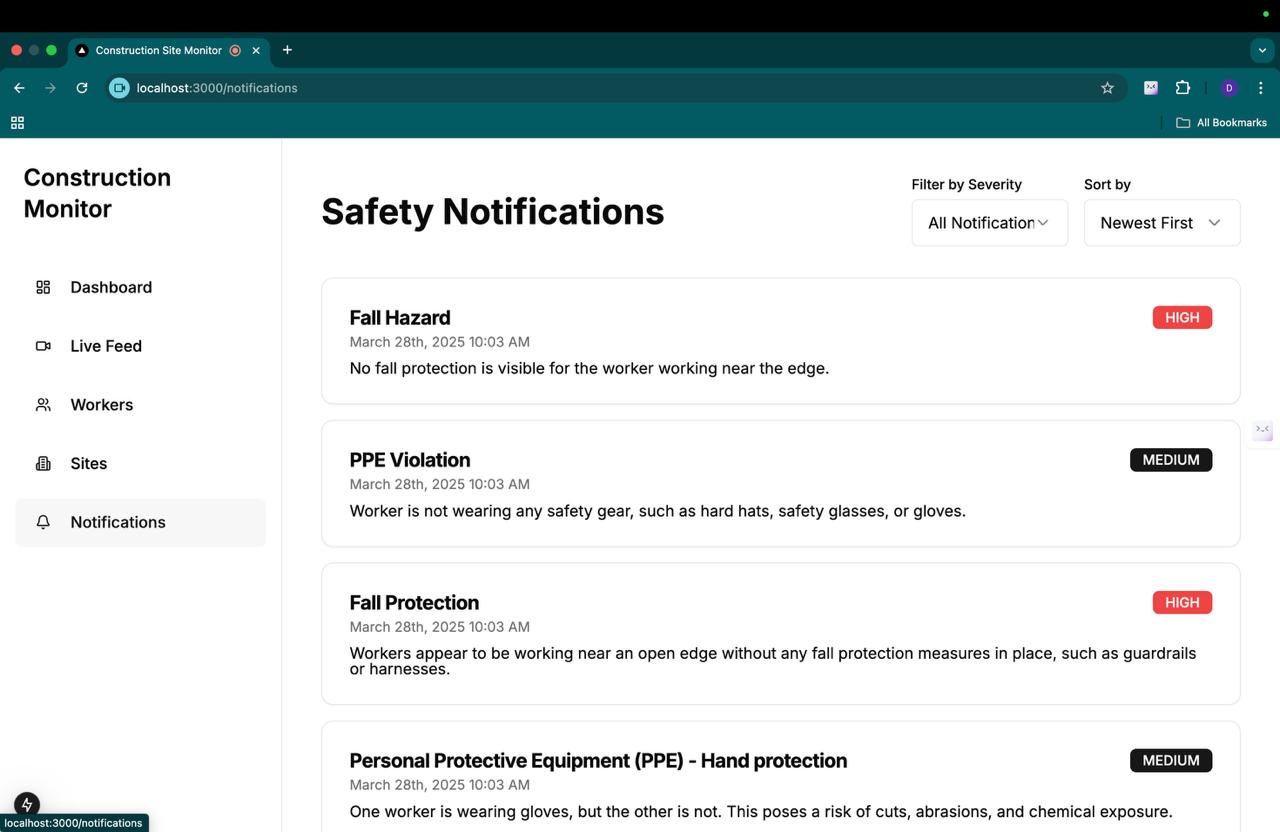 Construction Site Monitor
localhost:3000/notifications
D
All Bookmarks
Construction
Monitor
Dashboard
Live Feed
Workers
Sites
Notifications
Safety Notifications
Filter by Severity
All Notification
Sort by
Newest First
Fall Hazard
HIGH
March 28th, 2025 10:03 AM
No fall protection is visible for the worker working near the edge.
PPE Violation
MEDIUM
March 28th, 2025 10:03 AM
Worker is not wearing any safety gear, such as hard hats, safety glasses, or gloves.
Fall Protection
HIGH
March 28th, 2025 10:03 AM
Workers appear to be working near an open edge without any fall protection measures in place, such as guardrails
or harnesses.
Personal Protective Equipment (PPE) - Hand protection
MEDIUM
March 28th, 2025 10:03 AM
One worker is wearing gloves, but the other is not. This poses a risk of cuts, abrasions, and chemical exposure.
localhost:3000/notifications